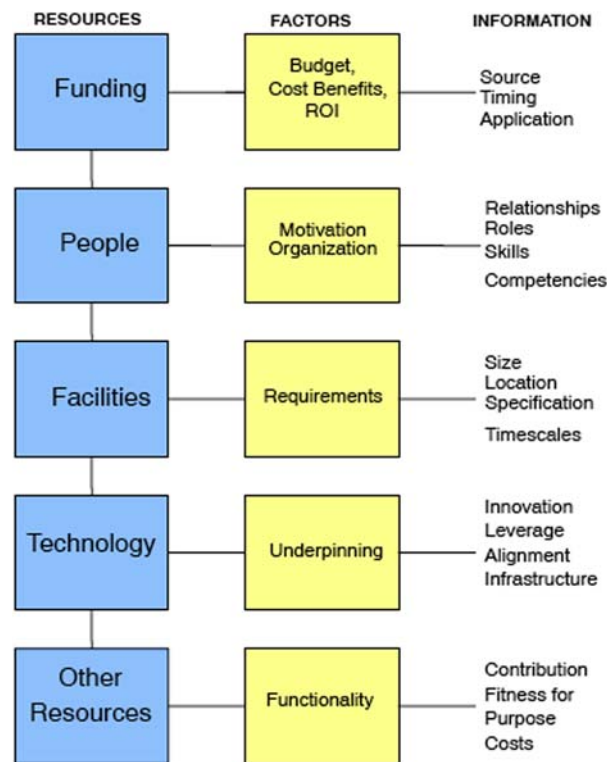 RESOURCES
FACTORS
INFORMATION
Funding
Budget,
Cost Benefits,
ROI
Source
Timing
Application
People
Motivation
Organization
Relationships
Roles
Skills
Competencies
Facilities
Requirements
Size
Location
Specification
Timescales
Technology
Underpinning
Innovation
Leverage
Alignment
Infrastructure
Other
Resources
Functionality
Contribution
Fitness for
Purpose
Costs